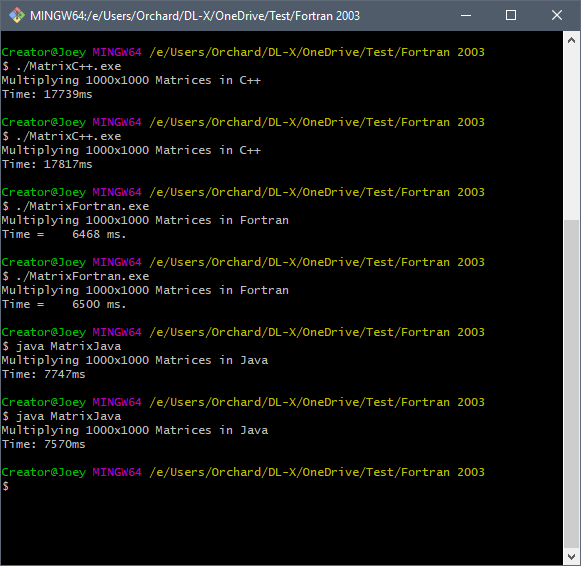 MINGW64:/e/Users/Orchard/DL-X/OneDrive/Test/Fortran 2003
Creator@Joey MINGW64 /e/Users/Orchard/DL-X/OneDrive/Test/Fortran 2003
$ ./MatrixC++.exe
Multiplying 1000x1000 Matrices in C++
Time: 17739ms
Creator@Joey MINGW64 /e/Users/Orchard/DL-X/OneDrive/Test/Fortran 2003
$ ./MatrixC++.exe
Multiplying 1000x1000 Matrices in C++
Time: 17817ms
Creator@Joey MINGW64 /e/Users/Orchard/DL-X/OneDrive/Test/Fortran 2003
$ ./MatrixFortran.exe
Multiplying 1000x1000 Matrices in Fortran
Time =    6468 ms.
Creator@Joey MINGW64 /e/Users/Orchard/DL-X/OneDrive/Test/Fortran 2003
$ ./MatrixFortran.exe
Multiplying 1000x1000 Matrices in Fortran
Time =    6500 ms.
Creator@Joey MINGW64 /e/Users/Orchard/DL-X/OneDrive/Test/Fortran 2003
$ java MatrixJava
Multiplying 1000x1000 Matrices in Java
Time: 7747ms
Creator@Joey MINGW64 /e/Users/Orchard/DL-X/OneDrive/Test/Fortran 2003
$ java MatrixJava
Multiplying 1000x1000 Matrices in Java
Time: 7570ms
Creator@Joey MINGW64 /e/Users/Orchard/DL-X/OneDrive/Test/Fortran 2003
$